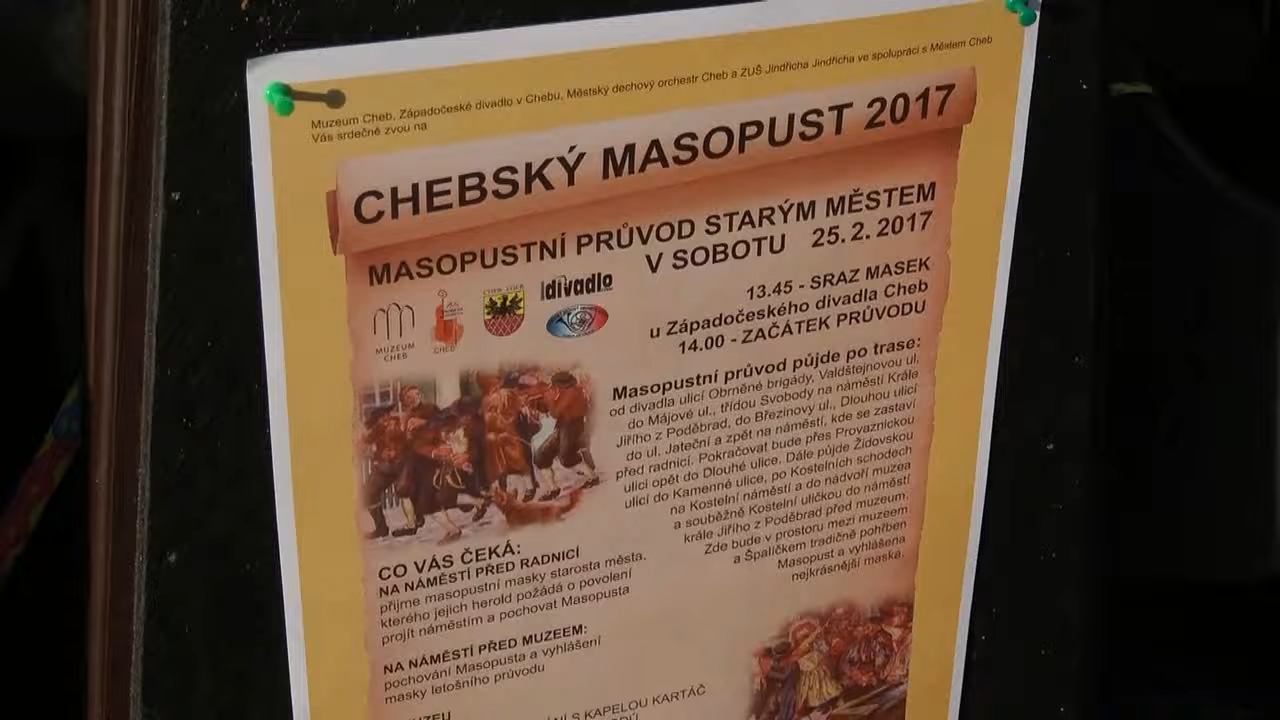 Muzeum Cheb, Západočeské divadlo v Chebu, Městský dechový orchestr Cheb a ZUŠ Jindřicha Jindřicha ve spolupráci s Městem Cheb
Vás srdečně zvou na
CHEBSKÝ MASOPUST 2017
MASOPUSTNÍ PRŮVOD STARÝM MĚSTEM
V SOBOTU 25. 2. 2017
MUZEUM
CHEB
CHEB
divadlo
13.45 - SRAZ MASEK
u Západočeského divadla Cheb
14.00 - ZAČÁTEK PRŮVODU
Masopustní průvod půjde po trase:
od divadla ulicí Obrněné brigády, Valdštejnovou ul.
do Májové ul., třídou Svobody na náměstí Krále
Jiřího z Poděbrad, do Březinovy ul., Dlouhou ulicí
do ul. Jateční a zpět na náměstí, kde se zastaví
před radnicí. Pokračovat bude přes Provaznickou
ulici opět do Dlouhé ulice. Dále půjde Židovskou
ulicí do Kamenné ulice, po Kostelních schodech
na Kostelní náměstí a do nádvoří muzea
a souběžně Kostelní uličkou do náměstí
krále Jiřího z Poděbrad před muzeum.
Zde bude v prostoru mezi muzeem
a Špalíčkem tradičně pohřben
Masopust a vyhlášena
nejkrásnější maska.
CO VÁS ČEKÁ:
NA NÁMĚSTÍ PŘED RADNICÍ
přijme masopustní masky starosta města,
kterého jejich herold požádá o povolení
projít náměstím a pochovat Masopusta
NA NÁMĚSTÍ PŘED MUZEEM:
pochování Masopusta a vyhlášení
masky letošního průvodu
S KAPELOU KARTÁČ